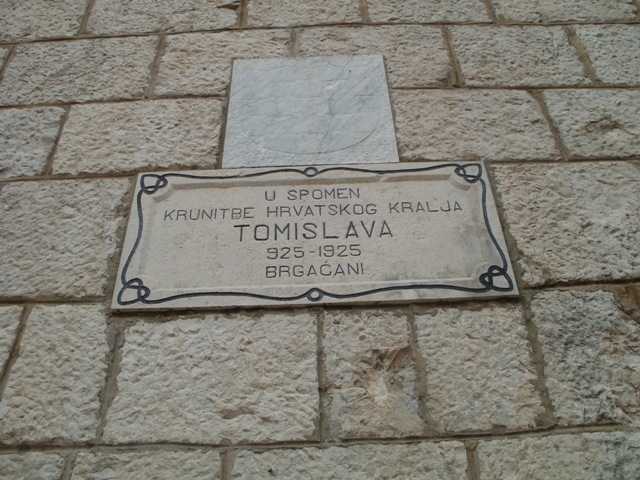 U SPOMEN
KRUNITBE HRVATSKOG KRALJA
TOMISLAVA
925-1925
BRGAĆANI